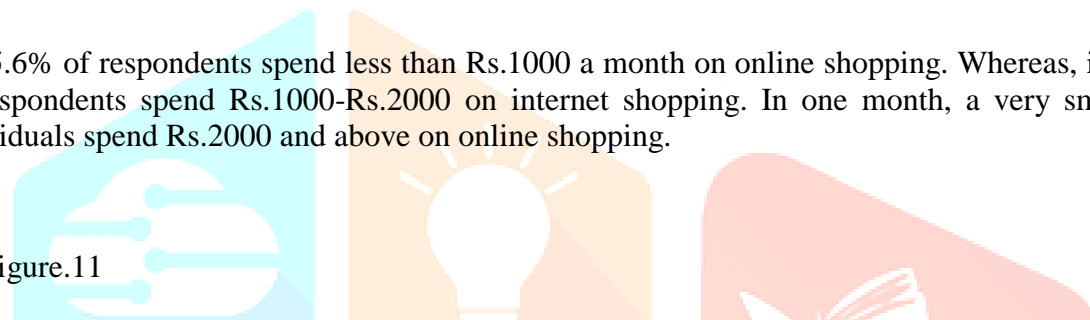 .6% of respondents spend less than Rs.1000 a month on online shopping. Whereas, i
spondents spend Rs.1000-Rs.2000 on internet shopping. In one month, a very sm
iduals spend Rs.2000 and above on online shopping.
igure.11